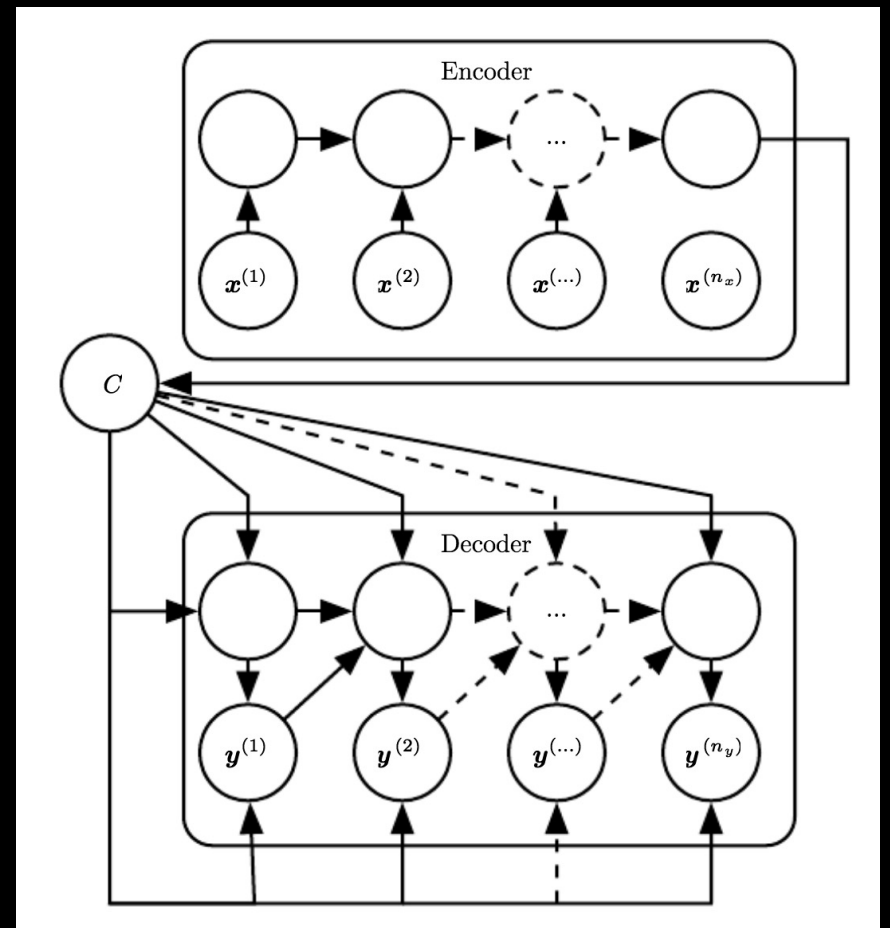 Encoder
...
x^(1) x^(2) x^(...) x^(n_x)
C
Decoder
...
y^(1) y^(2) y^(...) y^(n_y)